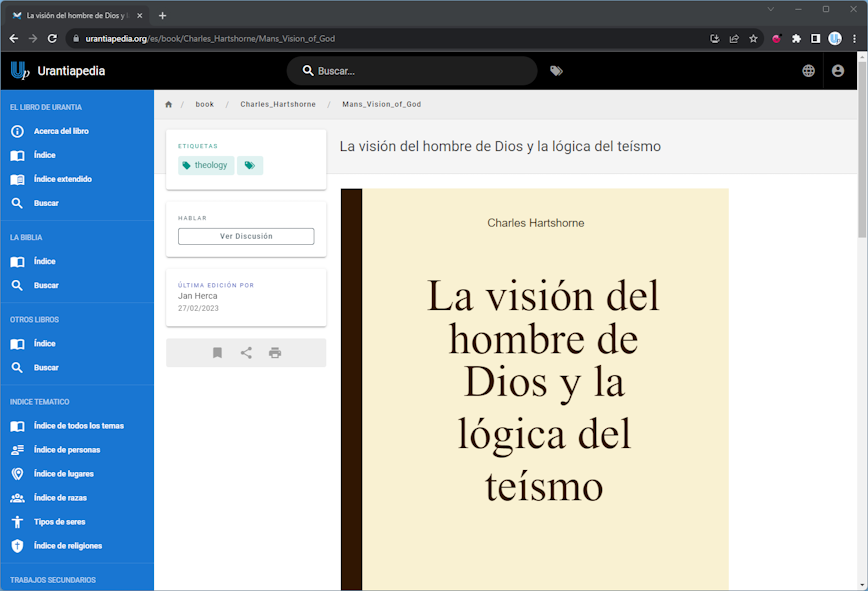 La visión del hombre de Dios y l
urantiapedia.org/es/book/Charles_Hartshorne/Mans_Vision_of_God
Up Urantiapedia
Buscar...
EL LIBRO DE URANTIA
Acerca del libro
Índice
Índice extendido
Buscar
LA BIBLIA
Índice
Buscar
OTROS LIBROS
Índice
Buscar
INDICE TEMATICO
Índice de todos los temas
Índice de personas
Índice de lugares
Índice de razas
Tipos de seres
Índice de religiones
TRABAJOS SECUNDARIOS
/ book / Charles_Hartshorne / Mans_Vision_of_God
ETIQUETAS
theology
HABLAR
Ver Discusión
ÚLTIMA EDICIÓN POR
Jan Herca
27/02/2023
La visión del hombre de Dios y la lógica del teísmo
Charles Hartshorne
La visión del
hombre de
Dios y la
lógica del
teísmo